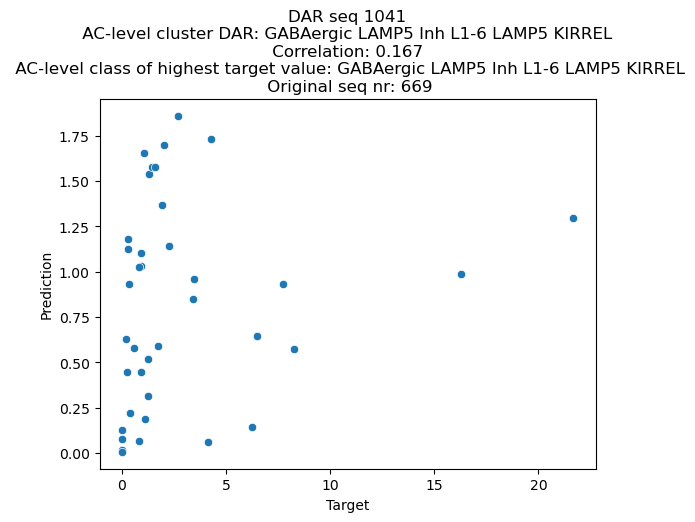 DAR seq 1041
AC-level cluster DAR: GABAergic LAMP5 Inh L1-6 LAMP5 KIRREL
Correlation: 0.167
AC-level class of highest target value: GABAergic LAMP5 Inh L1-6 LAMP5 KIRREL
Original seq nr: 669
1.75
1.50
1.25
1.00
0.75
0.50
0.25
0.00
Prediction
0 5 10 15 20
Target